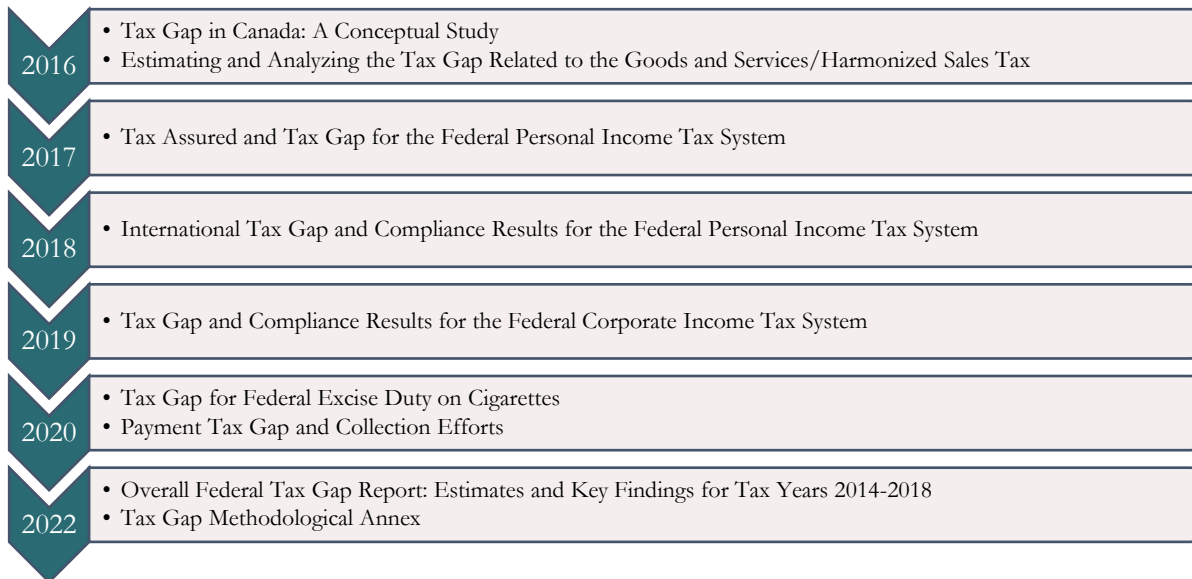 2016
• Tax Gap in Canada: A Conceptual Study
• Estimating and Analyzing the Tax Gap Related to the Goods and Services/Harmonized Sales Tax
2017
• Tax Assured and Tax Gap for the Federal Personal Income Tax System
2018
• International Tax Gap and Compliance Results for the Federal Personal Income Tax System
2019
• Tax Gap and Compliance Results for the Federal Corporate Income Tax System
2020
• Tax Gap for Federal Excise Duty on Cigarettes
• Payment Tax Gap and Collection Efforts
2022
• Overall Federal Tax Gap Report: Estimates and Key Findings for Tax Years 2014-2018
• Tax Gap Methodological Annex